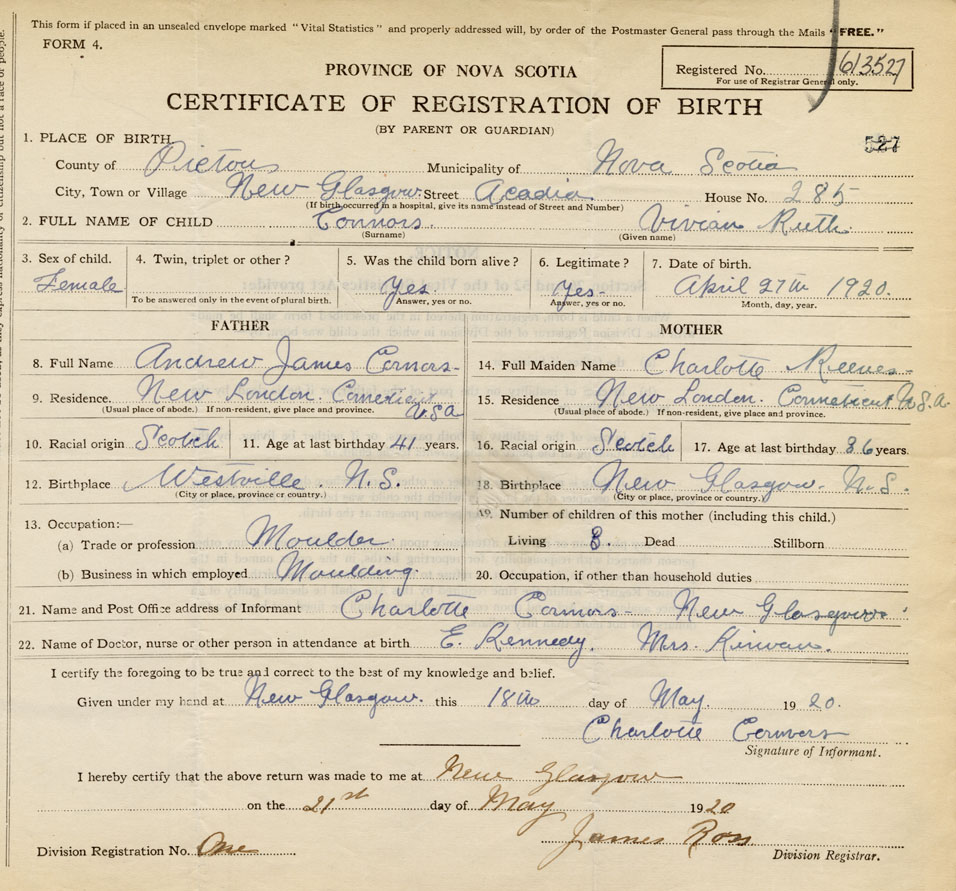 This form if placed in an unsealed envelope marked "Vital Statistics" and properly addressed will, by order of the Postmaster General pass through the Mails "FREE."
FORM 4.
Registered No. 613527
For use of Registrar General only.
PROVINCE OF NOVA SCOTIA
CERTIFICATE OF REGISTRATION OF BIRTH
(BY PARENT OR GUARDIAN)
527
1. PLACE OF BIRTH
County of Pictou Municipality of Nova Scotia
City, Town or Village New Glasgow Street Acadia House No. 285
(If birth occurred in a hospital, give its name instead of Street and Number)
2. FULL NAME OF CHILD Connors. Vivian Ruth.
(Surname) (Given name)
3. Sex of child. 4. Twin, triplet or other? 5. Was the child born alive? 6. Legitimate? 7. Date of birth.
Female Yes. Yes- April 27th 1920.
To be answered only in the event of plural birth. Answer, yes or no. Answer, yes or no. Month, day, year.
FATHER MOTHER
8. Full Name Andrew James Connors- 14. Full Maiden Name Charlotte Reeves-
9. Residence. New London. U.S.A 15. Residence New London. Conneticut U.S.A.
(Usual place of abode.) If non-resident, give place and province. (Usual place of abode.) If non-resident, give place and province.
10. Racial origin Scotch 11. Age at last birthday 41 years. 16. Racial origin Scotch 17. Age at last birthday 36 years.
12. Birthplace Westville. N.S. 18. Birthplace New Glasgow. N.S.
(City or place, province or country.) (City or place, province or country.)
13. Occupation:— 19. Number of children of this mother (including this child.)
(a) Trade or profession Moulder Living 8. Dead Stillborn
(b) Business in which employed Moulding. 20. Occupation, if other than household duties
21. Name and Post Office address of Informant Charlotte Connors- New Glasgow
22. Name of Doctor, nurse or other person in attendance at birth E. Kennedy. Mrs. Kirwan.
I certify the foregoing to be true and correct to the best of my knowledge and belief.
Given under my hand at New Glasgow. this 18th day of May. 1920.
Charlotte Connors
Signature of Informant.
I hereby certify that the above return was made to me at New Glasgow
on the 21st day of May 1920
James Ross
Division Registration No. One Division Registrar.